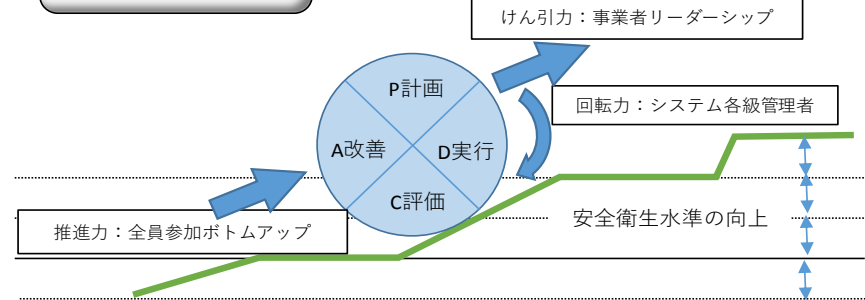 けん引力：事業者リーダーシップ
P計画
回転力：システム各級管理者
A改善
D実行
C評価
安全衛生水準の向上
推進力：全員参加ボトムアップ